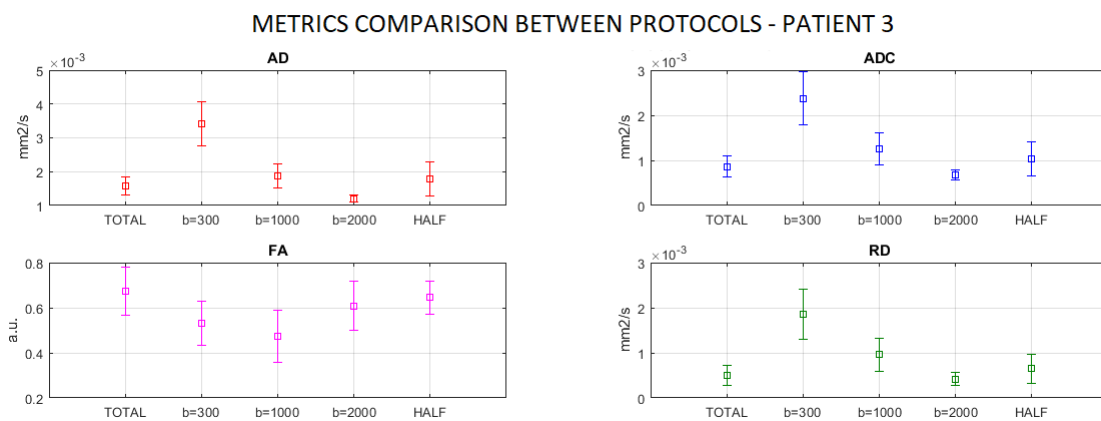 METRICS COMPARISON BETWEEN PROTOCOLS - PATIENT 3
AD
×10⁻³
5
4
3
2
1
mm2/s
TOTAL b=300 b=1000 b=2000 HALF
ADC
×10⁻³
3
2
1
0
mm2/s
TOTAL b=300 b=1000 b=2000 HALF
FA
0.8
0.6
0.4
0.2
a.u.
TOTAL b=300 b=1000 b=2000 HALF
RD
×10⁻³
3
2
1
0
mm2/s
TOTAL b=300 b=1000 b=2000 HALF